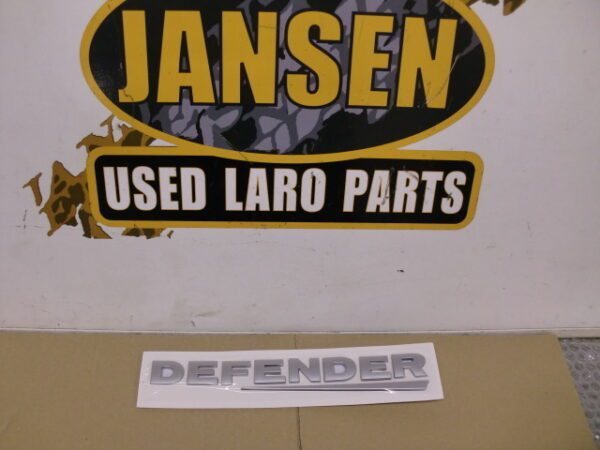 JANSEN
USED LARO PARTS
DEFENDER